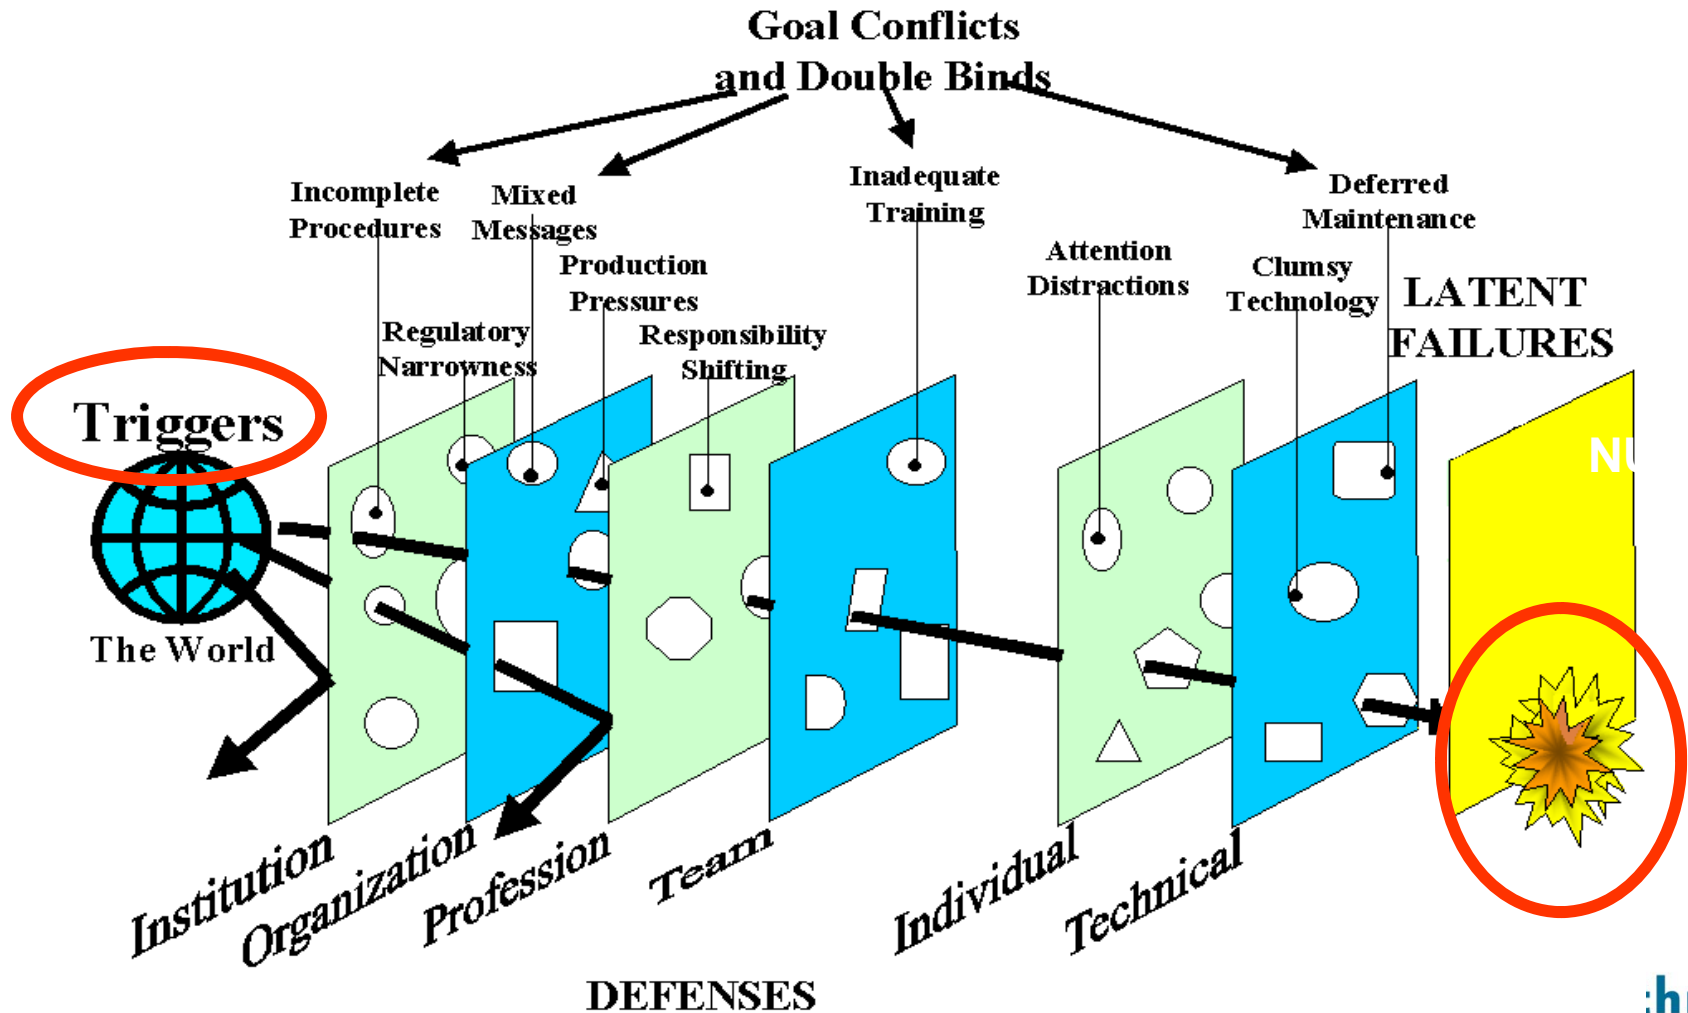 Goal Conflicts
and Double Binds
Incomplete
Procedures
Mixed
Messages
Inadequate
Training
Deferred
Maintenance
Production
Pressures
Attention
Distractions
Clumsy
Technology
LATENT
FAILURES
Regulatory
Narrowness
Responsibility
Shifting
Triggers
The World
Institution
Organization
Profession
Team
Individual
Technical
DEFENSES